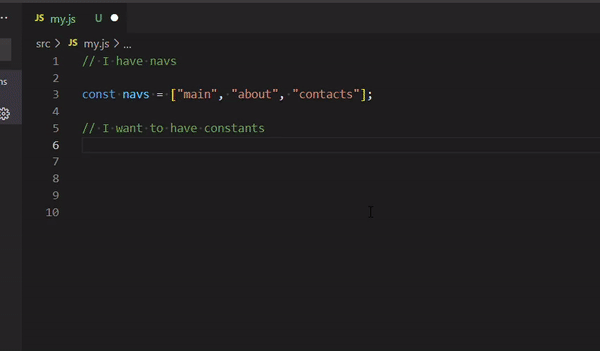 JS my.js U
src > JS my.js > ...
ns
1 // I have navs
2
3 const navs = ["main", "about", "contacts"];
4
5 // I want to have constants
6
7
8
9
10